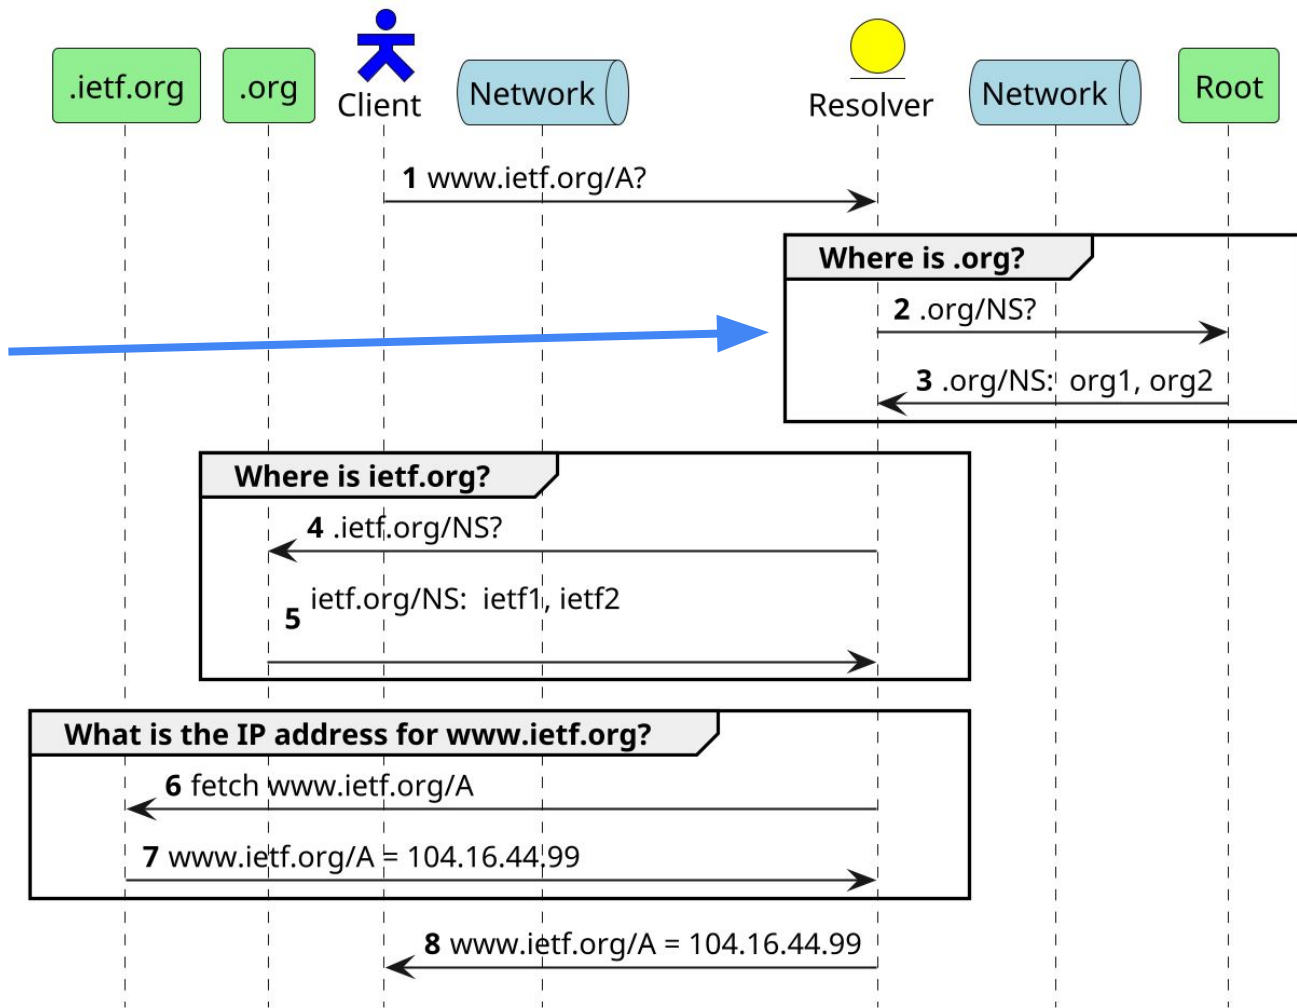 .ietf.org
.org
Client
Network
Resolver
Network
Root
1 www.ietf.org/A?
Where is .org?
2 .org/NS?
3 .org/NS:  org1, org2
Where is ietf.org?
4 .ietf.org/NS?
ietf.org/NS:  ietf1, ietf2
5
What is the IP address for www.ietf.org?
6 fetch www.ietf.org/A
7 www.ietf.org/A = 104.16.44.99
8 www.ietf.org/A = 104.16.44.99